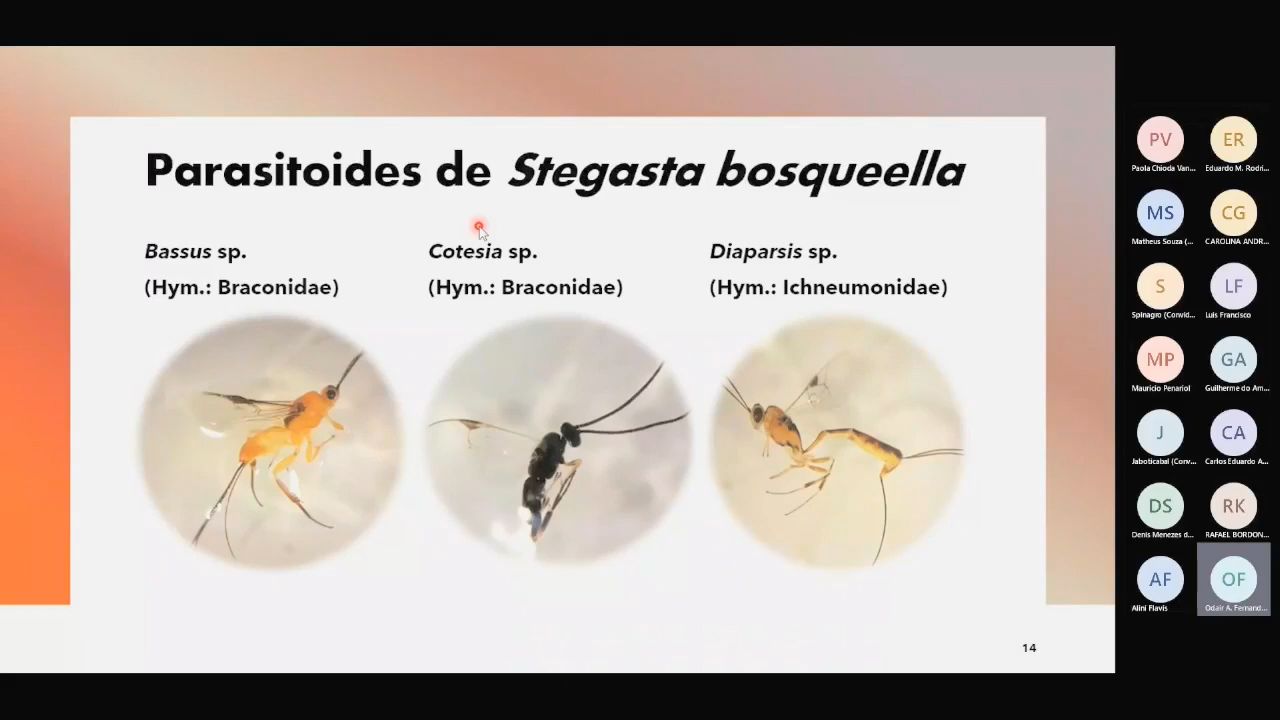 Parasitoides de Stegasta bosqueella
Bassus sp.
(Hym.: Braconidae)
Cotesia sp.
(Hym.: Braconidae)
Diaparsis sp.
(Hym.: Ichneumonidae)
14
PV
Paola Chioda Van...
ER
Eduardo M. Rodri...
MS
Matheus Souza (...
CG
CAROLINA ANDR...
S
Spinagro (Convid...
LF
Luis Francisco
MP
Mauricio Penariol
GA
Guilherme do Am...
J
Jaboticabal (Conv...
CA
Carlos Eduardo A...
DS
Denis Menezes d...
RK
RAFAEL BORDON...
AF
Alini Flavis
OF
Odair A. Fernand...